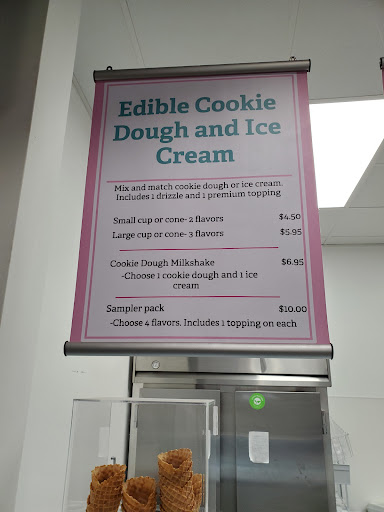 Edible Cookie
Dough and Ice
Cream
Mix and match cookie dough or ice cream.
Includes 1 drizzle and 1 premium topping
Small cup or cone- 2 flavors $4.50
Large cup or cone- 3 flavors $5.95
Cookie Dough Milkshake $6.95
-Choose 1 cookie dough and 1 ice
cream
Sampler pack $10.00
-Choose 4 flavors. Includes 1 topping on each